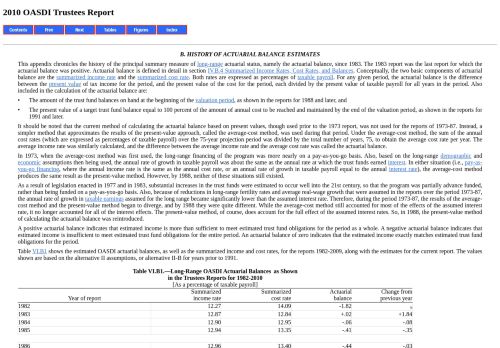 2010 OASDI Trustees Report
Contents Prev Next Tables Figures Index
B. HISTORY OF ACTUARIAL BALANCE ESTIMATES
This appendix chronicles the history of the principal summary measure of long-range actuarial status, namely the actuarial balance, since 1983. The 1983 report was the last report for which the
actuarial balance was positive. Actuarial balance is defined in detail in section IV.B.4 Summarized Income Rates, Cost Rates, and Balances. Conceptually, the two basic components of actuarial
balance are the summarized income rate and the summarized cost rate. Both rates are expressed as percentages of taxable payroll. For any given period, the actuarial balance is the difference
between the present value of tax income for the period, and the present value of the cost for the period, each divided by the present value of taxable payroll for all years in the period. Also
included in the calculation of the actuarial balance are:
• The amount of the trust fund balances on hand at the beginning of the valuation period, as shown in the reports for 1988 and later; and
• The present value of a target trust fund balance equal to 100 percent of the annual cost to be reached and maintained by the end of the valuation period, as shown in the reports for
1991 and later.
It should be noted that the current method of calculating the actuarial balance based on present values, though used prior to the 1973 report, was not used for the reports of 1973-87. Instead, a
simpler method that approximates the results of the present-value approach, called the average-cost method, was used during that period. Under the average-cost method, the sum of the annual
cost rates (which are expressed as percentages of taxable payroll) over the 75-year projection period was divided by the total number of years, 75, to obtain the average cost rate per year. The
average income rate was similarly calculated, and the difference between the average income rate and the average cost rate was called the actuarial balance.
In 1973, when the average-cost method was first used, the long-range financing of the program was more nearly on a pay-as-you-go basis. Also, based on the long-range demographic and
economic assumptions then being used, the annual rate of growth in taxable payroll was about the same as the annual rate at which the trust funds earned interest. In either situation (i.e., pay-as-
you-go financing, where the annual income rate is the same as the annual cost rate, or an annual rate of growth in taxable payroll equal to the annual interest rate), the average-cost method
produces the same result as the present-value method. However, by 1988, neither of these situations still existed.
As a result of legislation enacted in 1977 and in 1983, substantial increases in the trust funds were estimated to occur well into the 21st century, so that the program was partially advance funded,
rather than being funded on a pay-as-you-go basis. Also, because of reductions in long-range fertility rates and average real-wage growth that were assumed in the reports over the period 1973-87,
the annual rate of growth in taxable earnings assumed for the long range became significantly lower than the assumed interest rate. Therefore, during the period 1973-87, the results of the average-
cost method and the present-value method began to diverge, and by 1988 they were quite different. While the average-cost method still accounted for most of the effects of the assumed interest
rate, it no longer accounted for all of the interest effects. The present-value method, of course, does account for the full effect of the assumed interest rates. So, in 1988, the present-value method
of calculating the actuarial balance was reintroduced.
A positive actuarial balance indicates that estimated income is more than sufficient to meet estimated trust fund obligations for the period as a whole. A negative actuarial balance indicates that
estimated income is insufficient to meet estimated trust fund obligations for the entire period. An actuarial balance of zero indicates that the estimated income exactly matches estimated trust fund
obligations for the period.
Table VI.B1 shows the estimated OASDI actuarial balances, as well as the summarized income and cost rates, for the reports 1982-2009, along with the estimates for the current report. The values
shown are based on the alternative II assumptions, or alternative II-B for years prior to 1991.
Table VI.B1.—Long-Range OASDI Actuarial Balances as Shown
in the Trustees Reports for 1982-2010
[As a percentage of taxable payroll]
Year of report Summarized income rate Summarized cost rate Actuarial balance Change from previous year
1982 12.27 14.09 -1.82
1983 12.87 12.84 +.02 +1.84
1984 12.90 12.95 -.06 -.08
1985 12.94 13.35 -.41 -.35
1986 12.96 13.40 -.44 -.03